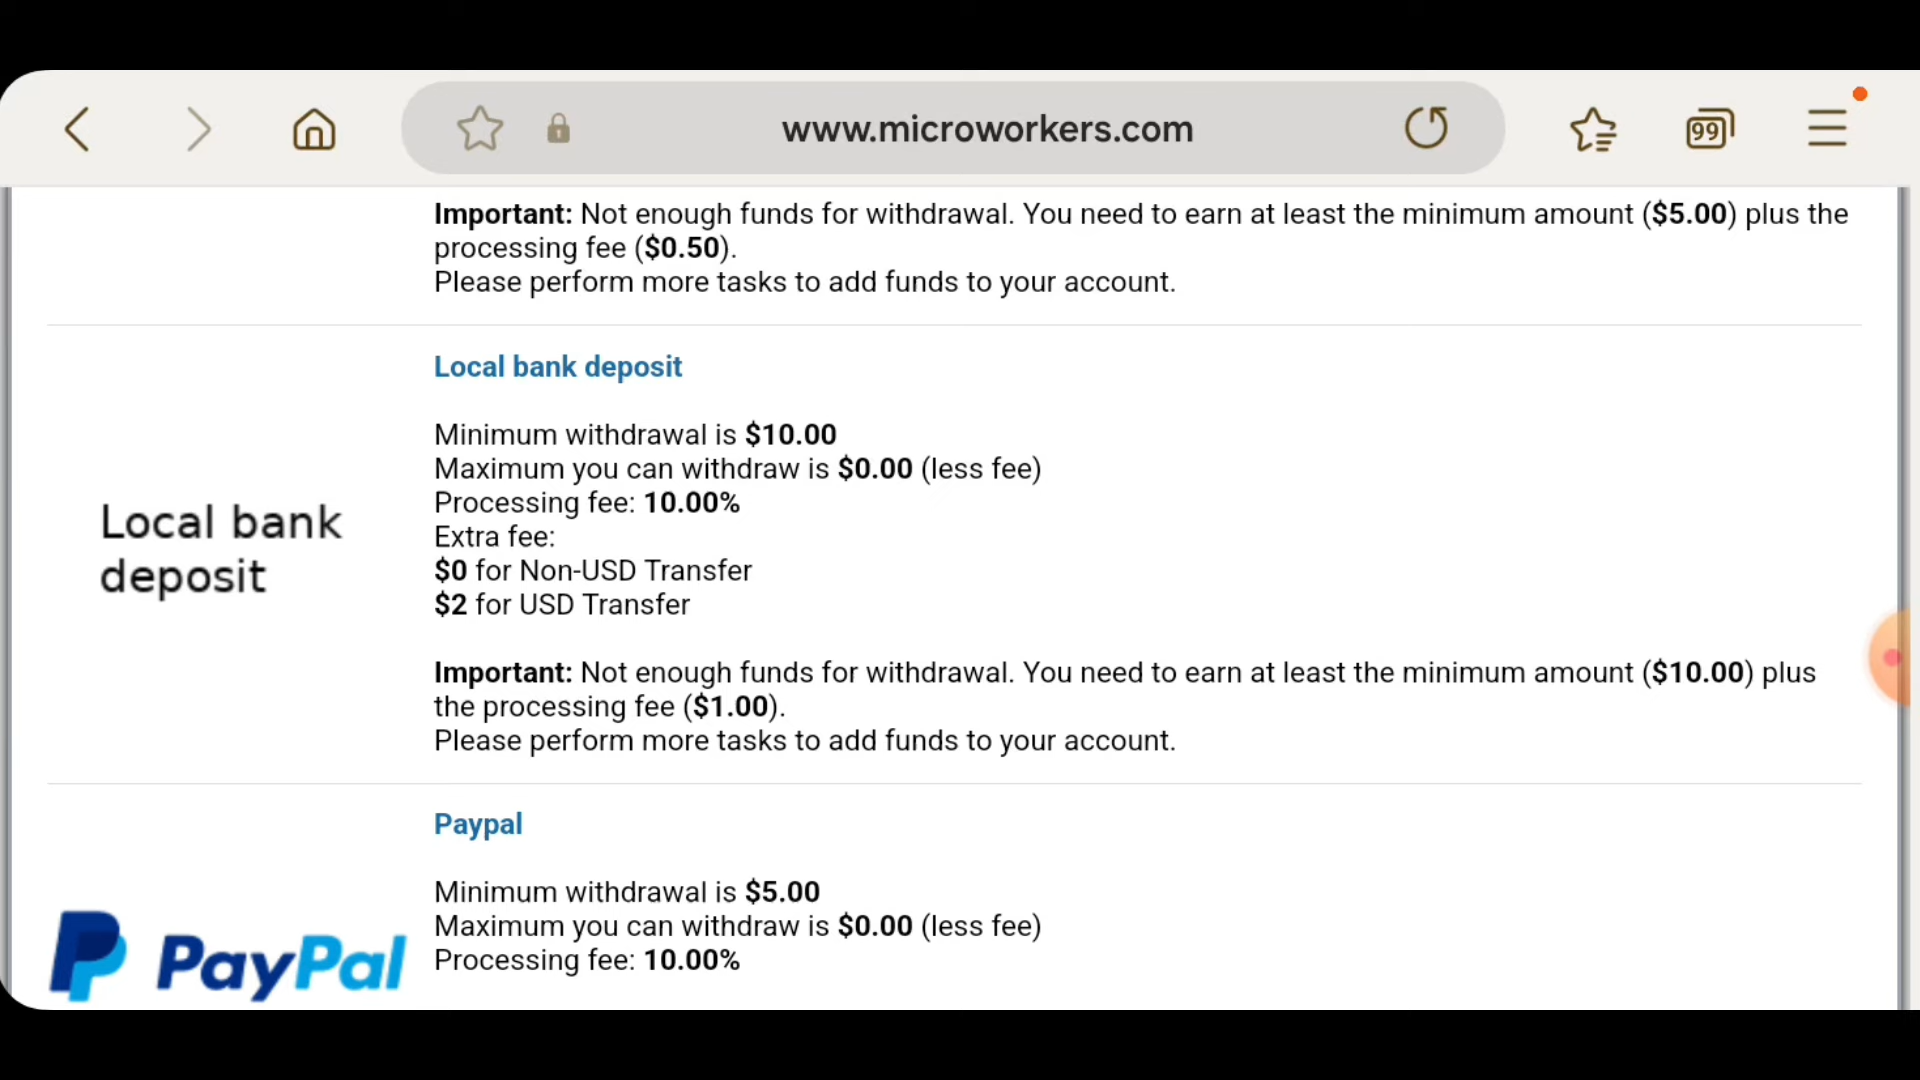 www.microworkers.com
99
Important: Not enough funds for withdrawal. You need to earn at least the minimum amount ($5.00) plus the
processing fee ($0.50).
Please perform more tasks to add funds to your account.
Local bank deposit
Minimum withdrawal is $10.00
Maximum you can withdraw is $0.00 (less fee)
Processing fee: 10.00%
Extra fee:
$0 for Non-USD Transfer
$2 for USD Transfer
Local bank
deposit
Important: Not enough funds for withdrawal. You need to earn at least the minimum amount ($10.00) plus
the processing fee ($1.00).
Please perform more tasks to add funds to your account.
Paypal
Minimum withdrawal is $5.00
Maximum you can withdraw is $0.00 (less fee)
Processing fee: 10.00%
PayPal